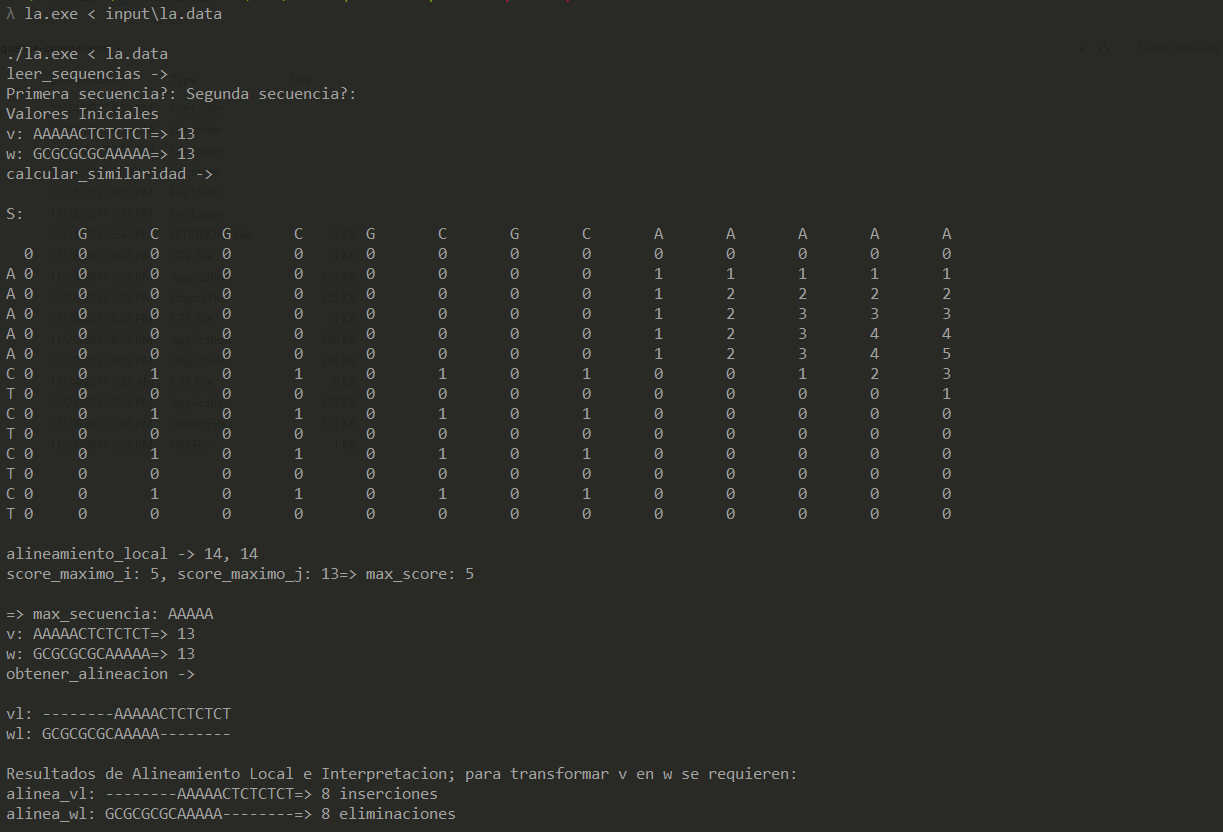 λ la.exe < input\la.data
./la.exe < la.data
leer_sequencias ->
Primera secuencia?: Segunda secuencia?:
Valores Iniciales
v: AAAAACTCTCTCT=> 13
w: GCGCGCGCAAAAA=> 13
calcular_similaridad ->
S:
G C G C G C G C A A A A A
0 0 0 0 0 0 0 0 0 0 0 0 0 0
A 0 0 0 0 0 0 0 0 0 1 1 1 1 1
A 0 0 0 0 0 0 0 0 0 1 2 2 2 2
A 0 0 0 0 0 0 0 0 0 1 2 3 3 3
A 0 0 0 0 0 0 0 0 0 1 2 3 4 4
A 0 0 0 0 0 0 0 0 0 1 2 3 4 5
C 0 0 1 0 1 0 1 0 1 0 0 1 2 3
T 0 0 0 0 0 0 0 0 0 0 0 0 0 1
C 0 0 1 0 1 0 1 0 1 0 0 0 0 0
T 0 0 0 0 0 0 0 0 0 0 0 0 0 0
C 0 0 1 0 1 0 1 0 1 0 0 0 0 0
T 0 0 0 0 0 0 0 0 0 0 0 0 0 0
C 0 0 1 0 1 0 1 0 1 0 0 0 0 0
T 0 0 0 0 0 0 0 0 0 0 0 0 0 0
alineamiento_local -> 14, 14
score_maximo_i: 5, score_maximo_j: 13=> max_score: 5
=> max_secuencia: AAAAA
v: AAAAACTCTCTCT=> 13
w: GCGCGCGCAAAAA=> 13
obtener_alineacion ->
vl: --------AAAAACTCTCTCT
wl: GCGCGCGCAAAAA--------
Resultados de Alineamiento Local e Interpretacion; para transformar v en w se requieren:
alinea_vl: --------AAAAACTCTCTCT=> 8 inserciones
alinea_wl: GCGCGCGCAAAAA--------=> 8 eliminaciones